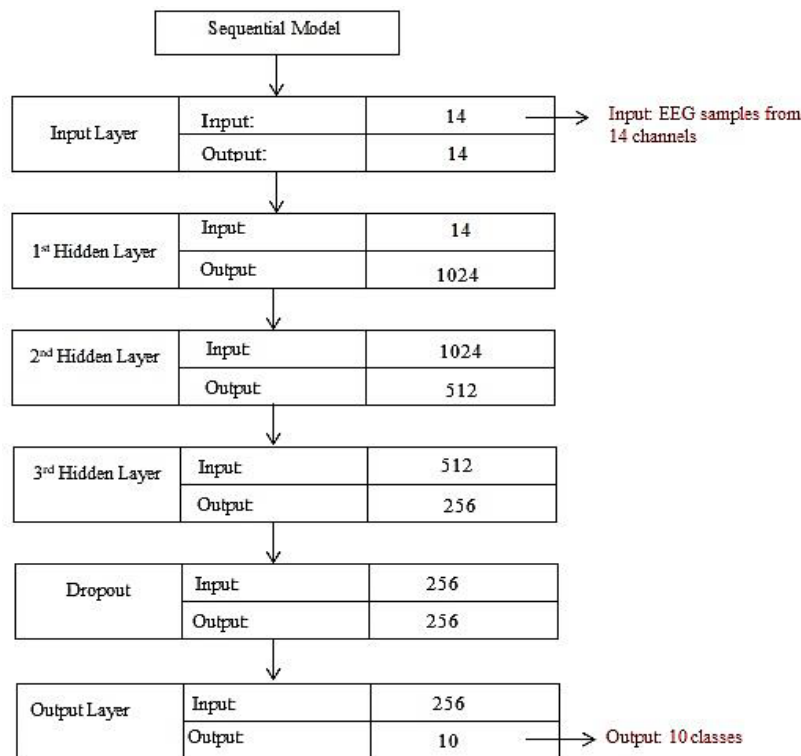 Sequential Model
Input Layer
Input:
14
Output:
14
Input: EEG samples from
14 channels
1st Hidden Layer
Input:
14
Output:
1024
2nd Hidden Layer
Input:
1024
Output:
512
3rd Hidden Layer
Input:
512
Output:
256
Dropout
Input:
256
Output:
256
Output Layer
Input:
256
Output:
10
Output: 10 classes